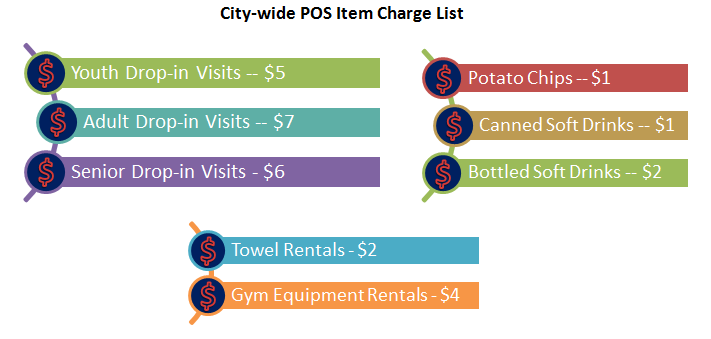 City-wide POS Item Charge List
Youth Drop-in Visits -- $5
Adult Drop-in Visits -- $7
Senior Drop-in Visits - $6
Potato Chips -- $1
Canned Soft Drinks -- $1
Bottled Soft Drinks -- $2
Towel Rentals - $2
Gym Equipment Rentals - $4